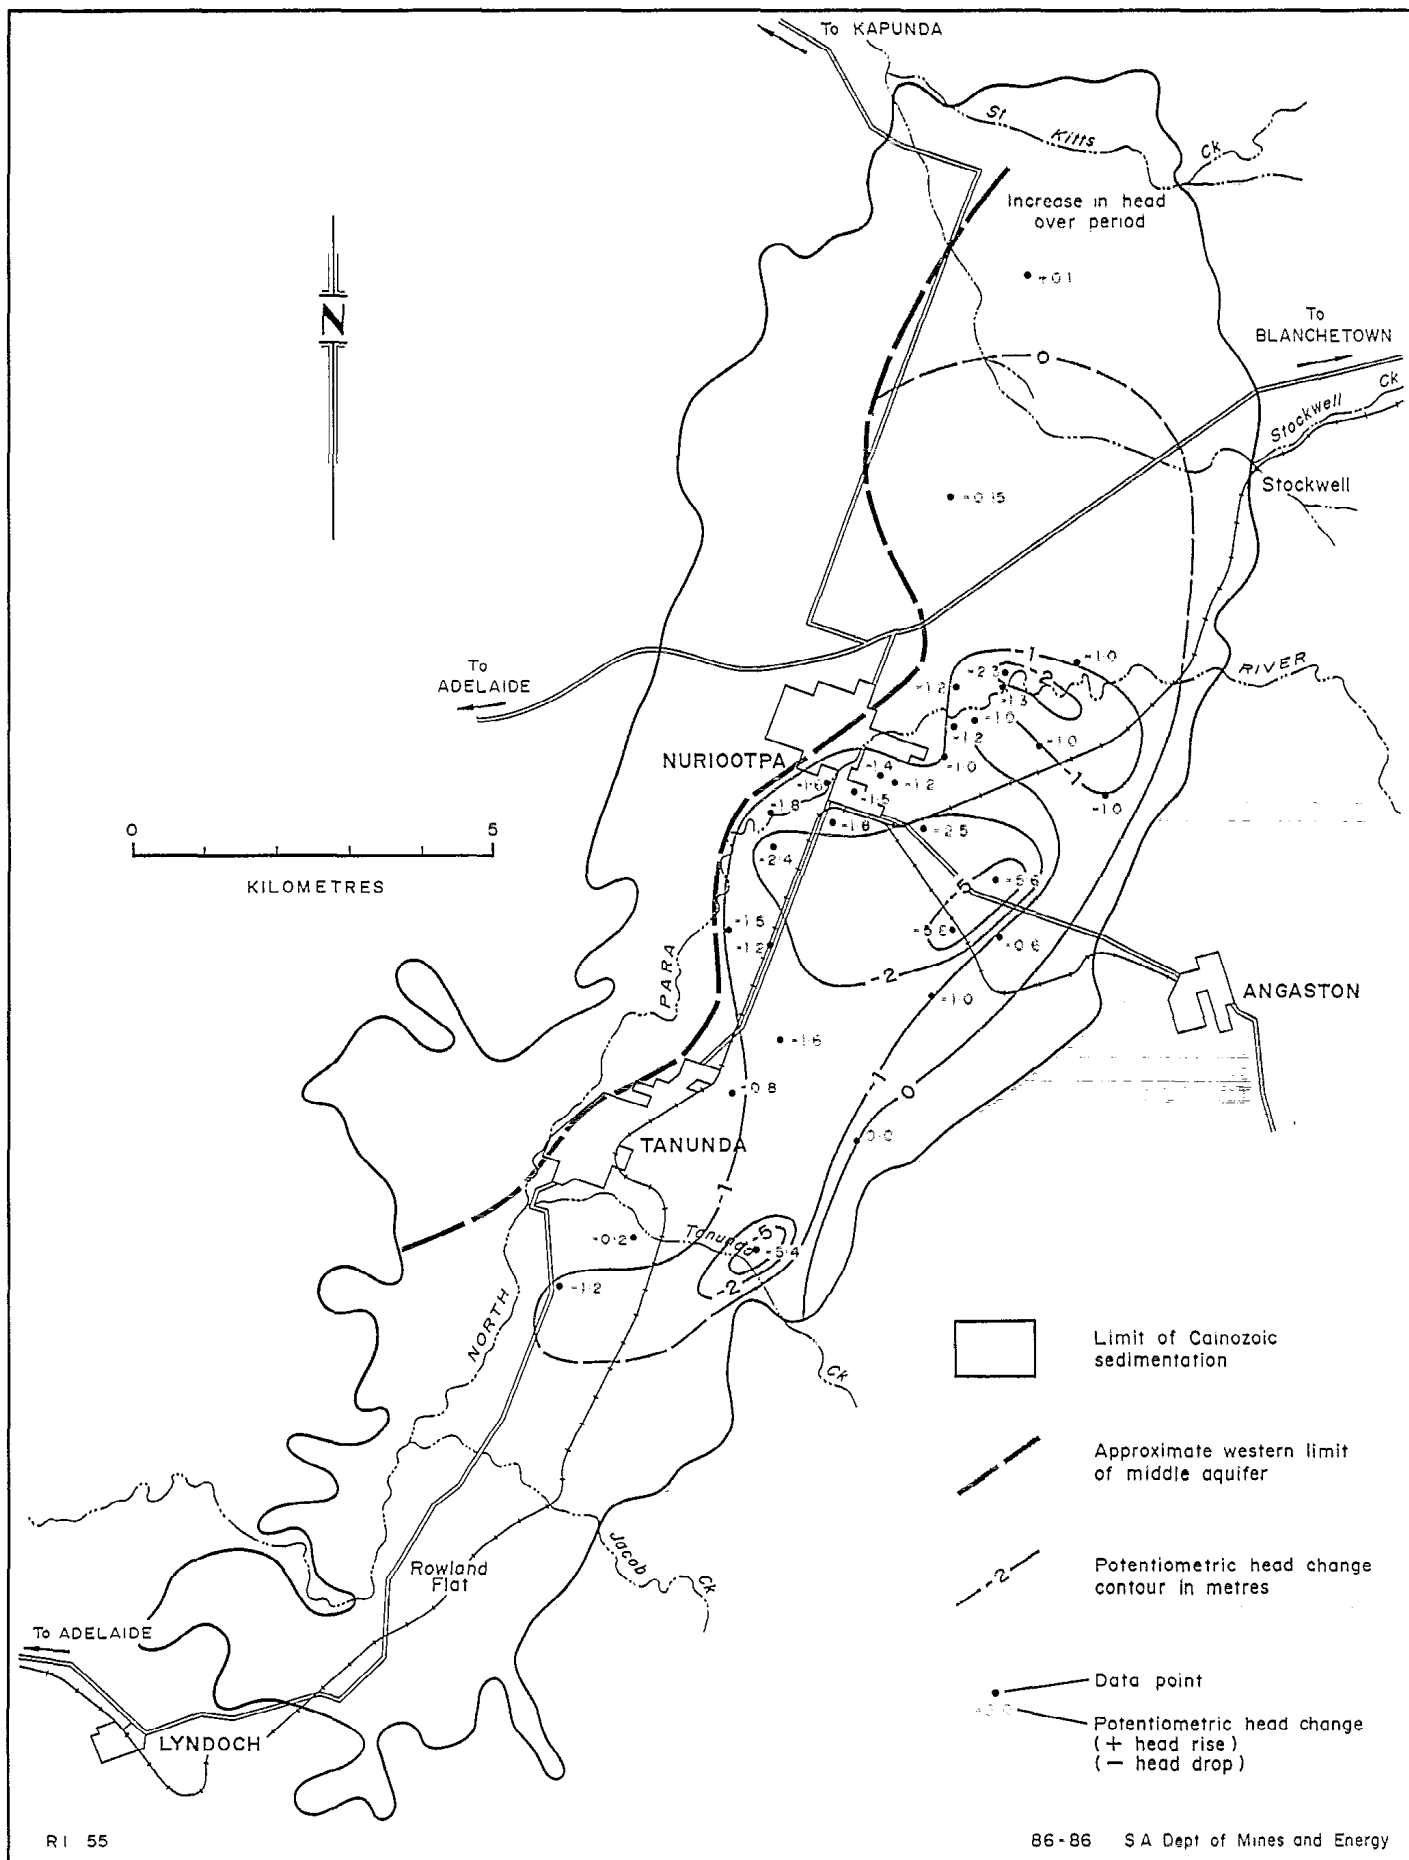 To KAPUNDA
St
Kitts
Ck
Increase in head
over period
+0.1
N
To
BLANCHETOWN
0
Ck
Stockwell
-0.15
Stockwell
To
ADELAIDE
RIVER
-1
-1.0
-2.3
-2
-1.2
-1.3
-1.0
-1.2
-1.0
NURIOOTPA
-1.0
-1.4
-1
-1.6
-1.2
-1.5
-1.0
-1.8
-1.8
-2.5
0
5
KILOMETRES
-2.4
-5.6
5
-1.5
-5.8
-0.6
-1.2
-2
PARA
ANGASTON
-1.0
-1.6
-1
-0.8
0
0.0
TANUNDA
-1
Tanunda
-5
-0.2
-5.4
-1.2
-2
NORTH
Ck
Limit of Cainozoic
sedimentation
Approximate western limit
of middle aquifer
-2
Potentiometric head change
contour in metres
Jacob
Ck
Rowland
Flat
To ADELAIDE
Data point
Potentiometric head change
(+ head rise)
(− head drop)
LYNDOCH
RI 55
86-86 SA Dept of Mines and Energy